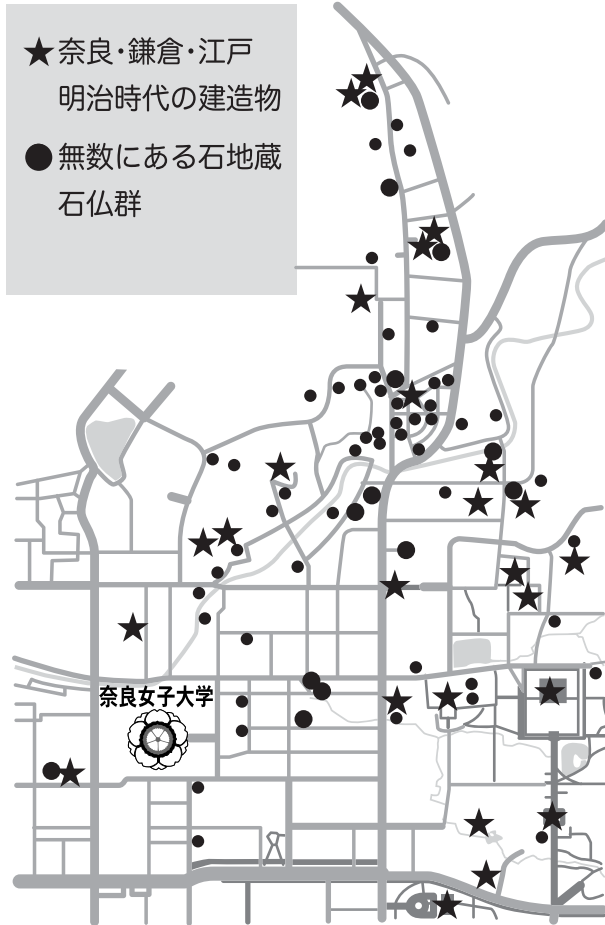 ★奈良・鎌倉・江戸
明治時代の建造物
●無数にある石地蔵
石仏群
奈良女子大学